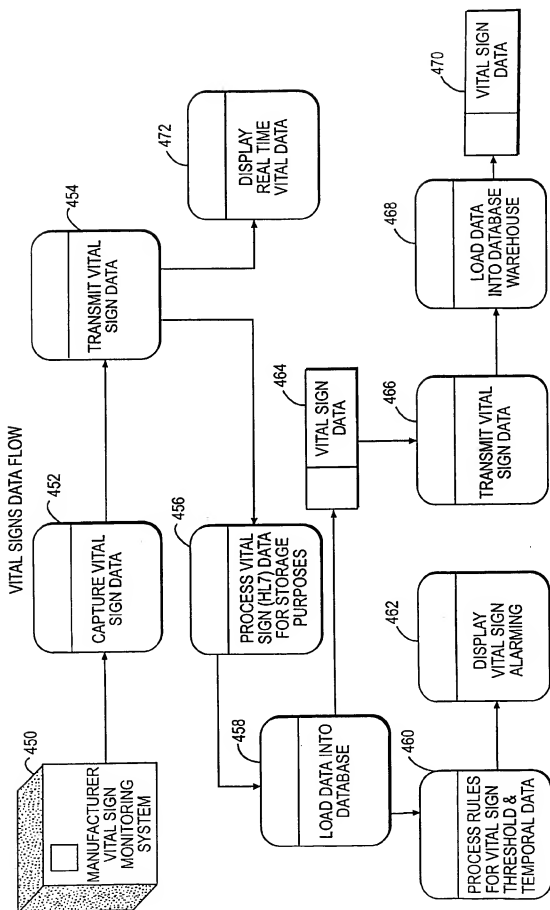 VITAL SIGNS DATA FLOW
450
MANUFACTURER
VITAL SIGN
MONITORING
SYSTEM
452
CAPTURE VITAL
SIGN DATA
454
TRANSMIT VITAL
SIGN DATA
472
DISPLAY
REAL TIME
VITAL DATA
456
PROCESS VITAL
SIGN (HL7) DATA
FOR STORAGE
PURPOSES
458
LOAD DATA INTO
DATABASE
464
VITAL SIGN
DATA
460
PROCESS RULES
FOR VITAL SIGN
THRESHOLD &
TEMPORAL DATA
462
DISPLAY
VITAL SIGN
ALARMING
466
TRANSMIT VITAL
SIGN DATA
468
LOAD DATA
INTO DATABASE
WAREHOUSE
470
VITAL SIGN
DATA